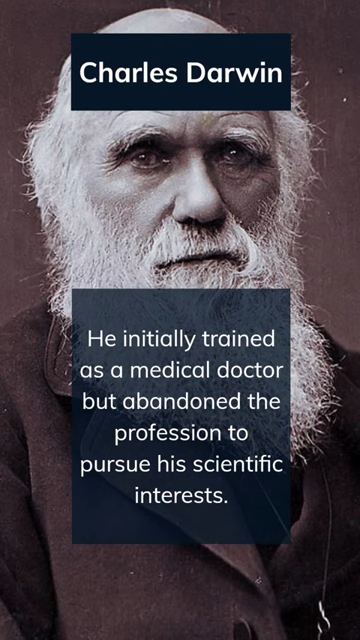 Charles Darwin
He initially trained
as a medical doctor
but abandoned the
profession to
pursue his scientific
interests.